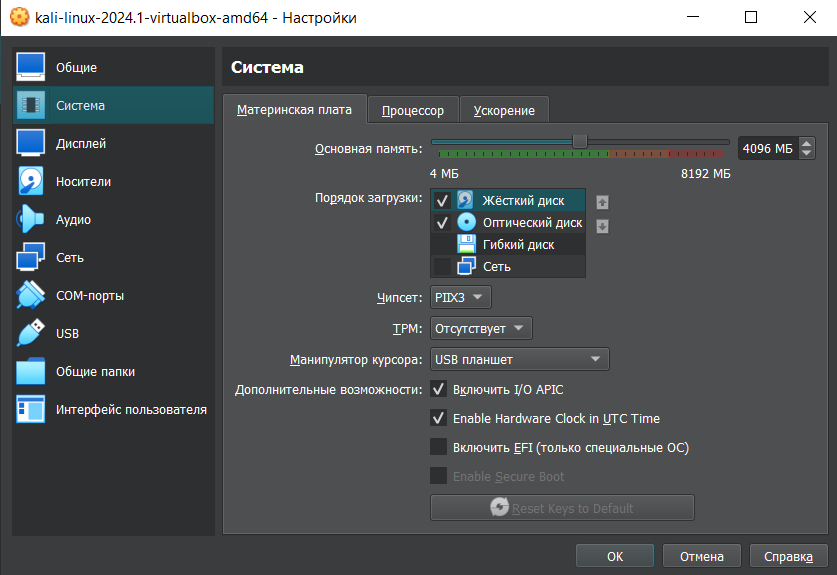 kali-linux-2024.1-virtualbox-amd64 - Настройки
Общие
Система
Дисплей
Носители
Аудио
Сеть
COM-порты
USB
Общие папки
Интерфейс пользователя
Система
Материнская плата
Процессор
Ускорение
Основная память:
4096 МБ
4 МБ
8192 МБ
Порядок загрузки:
Жёсткий диск
Оптический диск
Гибкий диск
Сеть
Чипсет:
PIIX3
TPM:
Отсутствует
Манипулятор курсора:
USB планшет
Дополнительные возможности:
Включить I/O APIC
Enable Hardware Clock in UTC Time
Включить EFI (только специальные ОС)
Enable Secure Boot
Reset Keys to Default
OK
Отмена
Справка